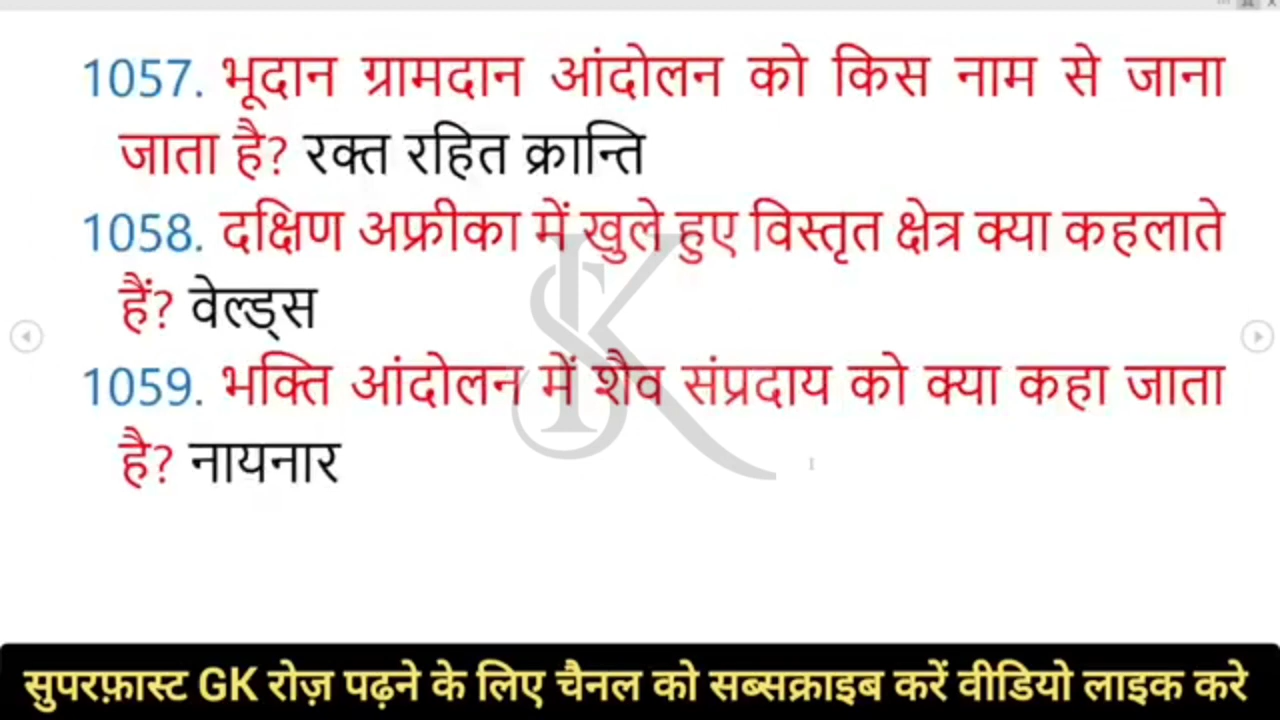 1057. भूदान ग्रामदान आंदोलन को किस नाम से जाना
जाता है? रक्त रहित क्रान्ति
1058. दक्षिण अफ्रीका में खुले हुए विस्तृत क्षेत्र क्या कहलाते
हैं? वेल्ड्स
1059. भक्ति आंदोलन में शैव संप्रदाय को क्या कहा जाता
है? नायनार
SK
सुपरफ़ास्ट GK रोज़ पढ़ने के लिए चैनल को सब्सक्राइब करें वीडियो लाइक करे